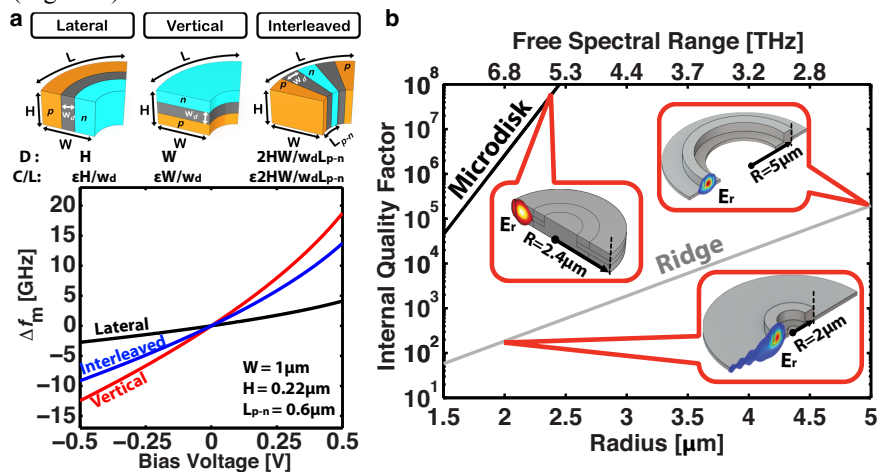 a
Lateral Vertical Interleaved
L L
H p w_d n W
H n w_d p W
H p w_d n p W L_p-n
D : H W 2HW/w_dL_p-n
C/L: εH/w_d εW/w_d ε2HW/w_dL_p-n
Δf_m [GHz]
20
15
10
5
0
−5
−10
−15
Lateral
Interleaved
Vertical
W = 1μm
H = 0.22μm
L_p-n = 0.6μm
−0.5 −0.25 0 0.25 0.5
Bias Voltage [V]
b
Free Spectral Range [THz]
6.8 5.3 4.4 3.7 3.2 2.8
Internal Quality Factor
10^8
10^7
10^6
10^5
10^4
10^3
10^2
10^1
Microdisk
E_r
R=5μm
E_r
R=2.4μm
Ridge
E_r
R=2μm
1.5 2 2.5 3 3.5 4 4.5 5
Radius [μm]